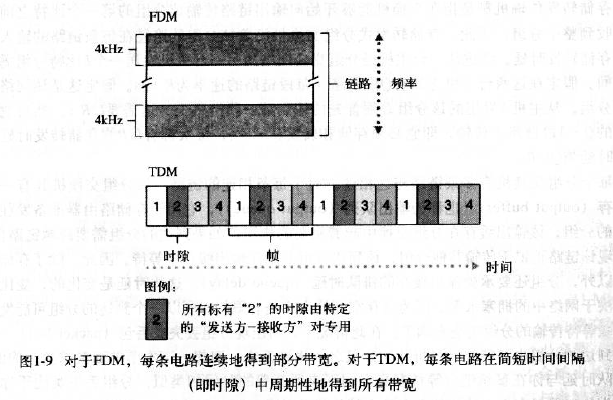 FDM
4kHz
4kHz
链路
频率
TDM
1 2 3 4 1 2 3 4 1 2 3 4 1 2 3 4 1 2 3 4
时隙
帧
时间
图例:
2
所有标有“2”的时隙由特定
的“发送方-接收方”对专用
图1-9 对于FDM，每条电路连续地得到部分带宽。对于TDM，每条电路在简短时间间隔
（即时隙）中周期性地得到所有带宽